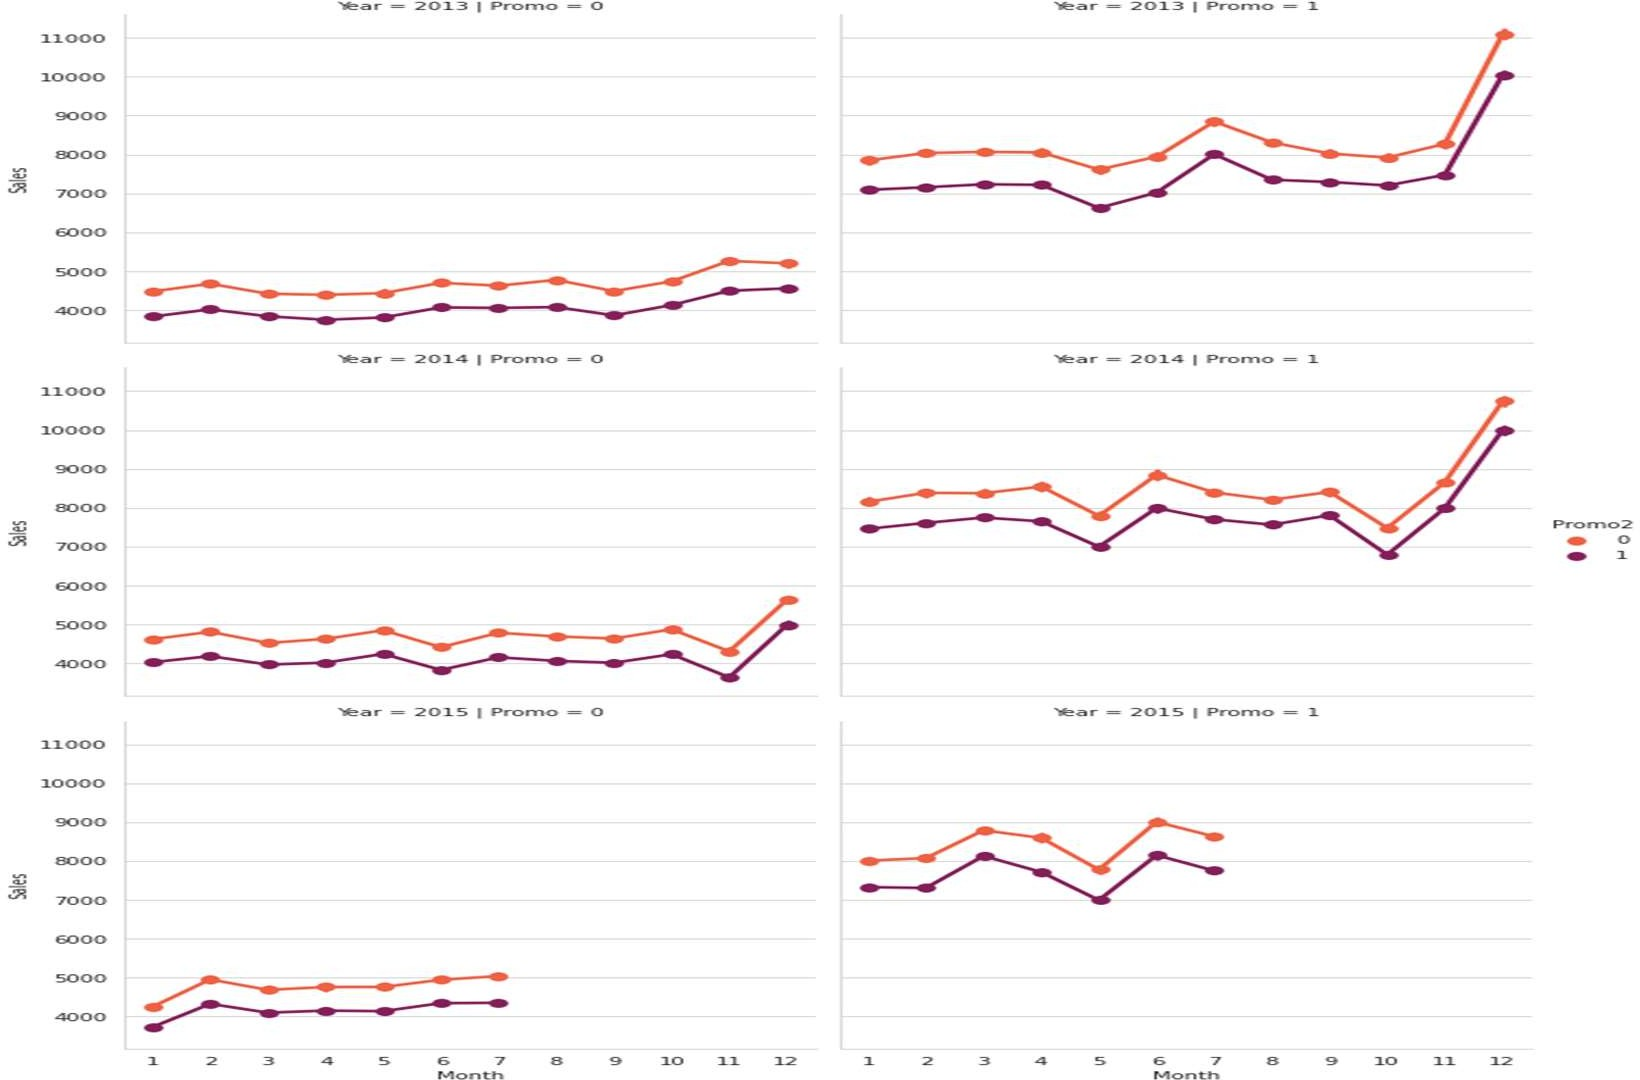 Year = 2013 | Promo = 0
Year = 2013 | Promo = 1
11000
10000
9000
8000
7000
6000
5000
4000
Sales
Year = 2014 | Promo = 0
Year = 2014 | Promo = 1
11000
10000
9000
8000
7000
6000
5000
4000
Sales
Promo2
0
1
Year = 2015 | Promo = 0
Year = 2015 | Promo = 1
11000
10000
9000
8000
7000
6000
5000
4000
Sales
1 2 3 4 5 6 7 8 9 10 11 12
Month
1 2 3 4 5 6 7 8 9 10 11 12
Month